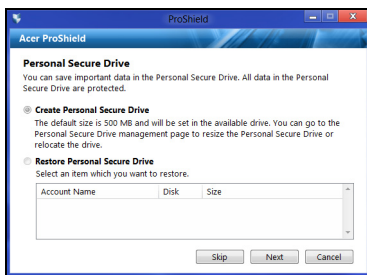 ProShield
Acer ProShield
Personal Secure Drive
You can save important data in the Personal Secure Drive. All data in the Personal
Secure Drive are protected.
Create Personal Secure Drive
The default size is 500 MB and will be set in the available drive. You can go to the
Personal Secure Drive management page to resize the Personal Secure Drive or
relocate the drive.
Restore Personal Secure Drive
Select an item which you want to restore.
Account Name Disk Size
Skip Next Cancel